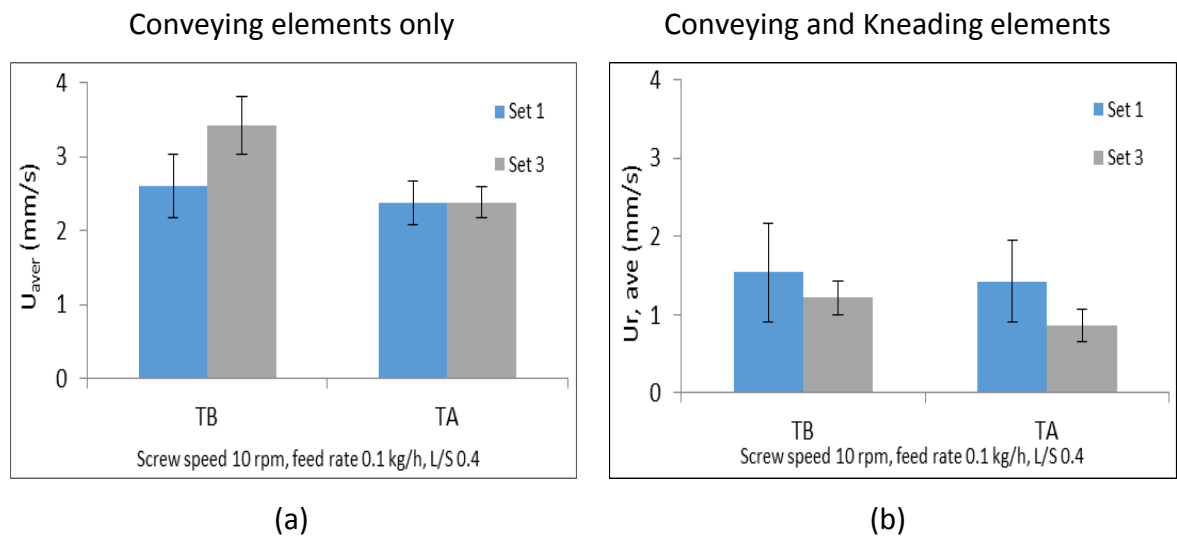 Conveying elements only
Conveying and Kneading elements
4
3
2
1
0
U_aver (mm/s)
Set 1
Set 3
TB
TA
Screw speed 10 rpm, feed rate 0.1 kg/h, L/S 0.4
(a)
4
3
2
1
0
Ur, ave (mm/s)
Set 1
Set 3
TB
TA
Screw speed 10 rpm, feed rate 0.1 kg/h, L/S 0.4
(b)